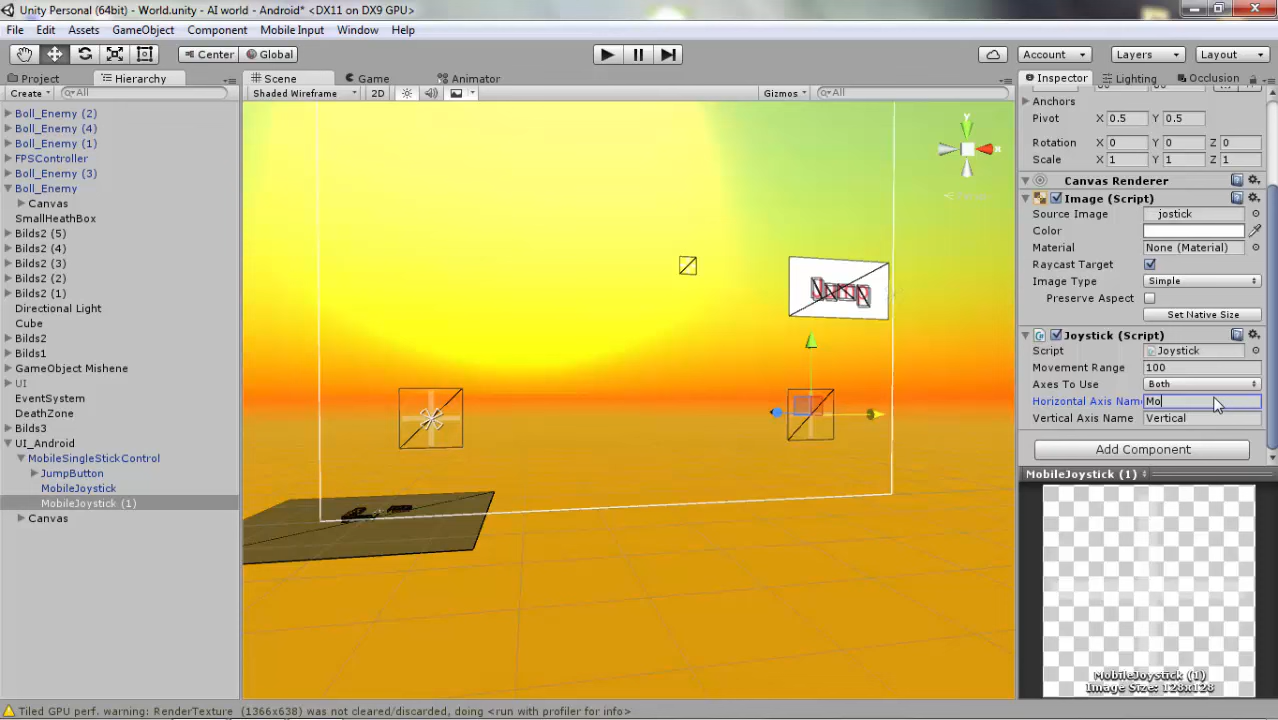 Unity Personal (64bit) - World.unity - AI world - Android* <DX11 on DX9 GPU>
File Edit Assets GameObject Component Mobile Input Window Help
Center Global Account Layers Layout
Project Hierarchy Scene Game Animator Inspector Lighting Occlusion
Create All Shaded Wireframe 2D Gizmos All
Boll_Enemy (2)
Boll_Enemy (4)
Boll_Enemy (1)
FPSController
Boll_Enemy (3)
Boll_Enemy
Canvas
SmallHeathBox
Bilds2 (5)
Bilds2 (4)
Bilds2 (3)
Bilds2 (2)
Bilds2 (1)
Directional Light
Cube
Bilds2
Bilds1
GameObject Mishene
UI
EventSystem
DeathZone
Bilds3
UI_Android
MobileSingleStickControl
JumpButton
MobileJoystick
MobileJoystick (1)
Canvas
y
x
Jump
Anchors
Pivot X 0.5 Y 0.5
Rotation X 0 Y 0 Z 0
Scale X 1 Y 1 Z 1
Canvas Renderer
Image (Script)
Source Image jostick
Color
Material None (Material)
Raycast Target
Image Type Simple
Preserve Aspect
Set Native Size
Joystick (Script)
Script Joystick
Movement Range 100
Axes To Use Both
Horizontal Axis Nam Mo
Vertical Axis Name Vertical
Add Component
MobileJoystick (1)
MobileJoystick (1)
Image Size: 128x128
Tiled GPU perf. warning: RenderTexture (1366x638) was not cleared/discarded, doing <run with profiler for info>